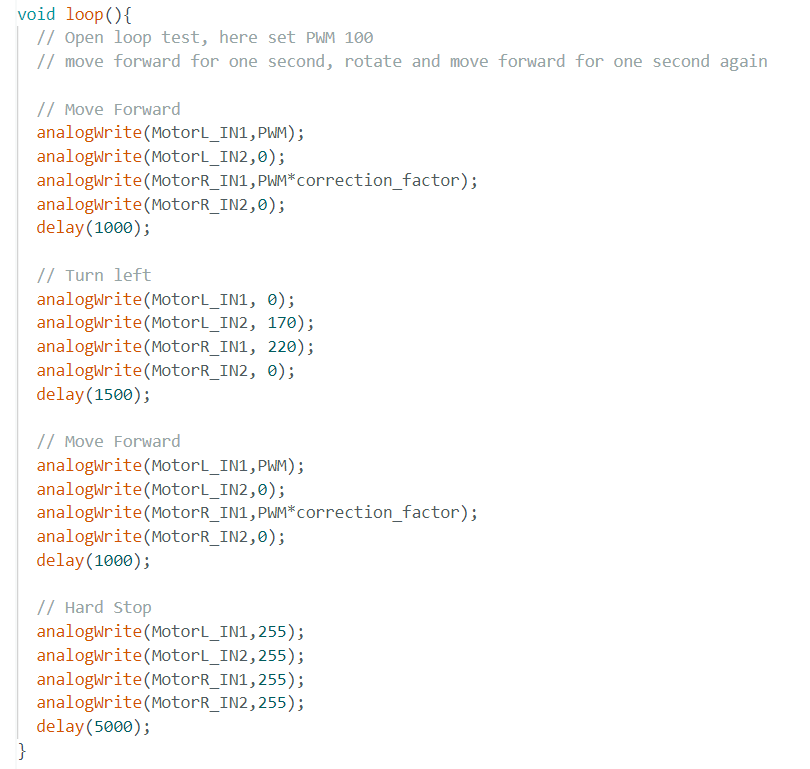 void loop(){
// Open loop test, here set PWM 100
// move forward for one second, rotate and move forward for one second again
// Move Forward
analogWrite(MotorL_IN1,PWM);
analogWrite(MotorL_IN2,0);
analogWrite(MotorR_IN1,PWM*correction_factor);
analogWrite(MotorR_IN2,0);
delay(1000);
// Turn left
analogWrite(MotorL_IN1, 0);
analogWrite(MotorL_IN2, 170);
analogWrite(MotorR_IN1, 220);
analogWrite(MotorR_IN2, 0);
delay(1500);
// Move Forward
analogWrite(MotorL_IN1,PWM);
analogWrite(MotorL_IN2,0);
analogWrite(MotorR_IN1,PWM*correction_factor);
analogWrite(MotorR_IN2,0);
delay(1000);
// Hard Stop
analogWrite(MotorL_IN1,255);
analogWrite(MotorL_IN2,255);
analogWrite(MotorR_IN1,255);
analogWrite(MotorR_IN2,255);
delay(5000);
}